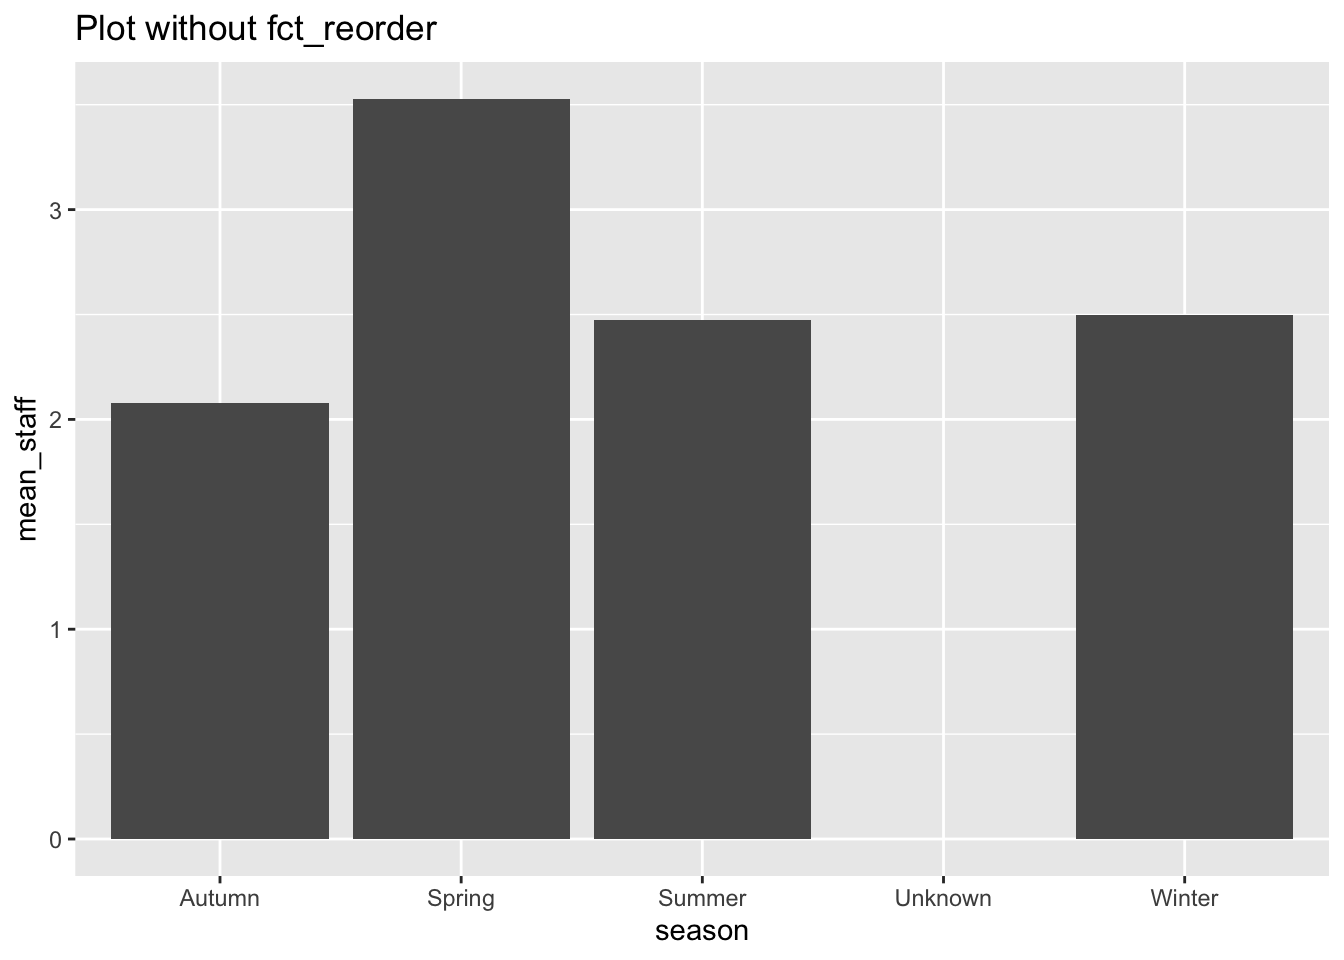 Plot without fct_reorder
mean_staff
3
2
1
0
Autumn Spring Summer Unknown Winter
season